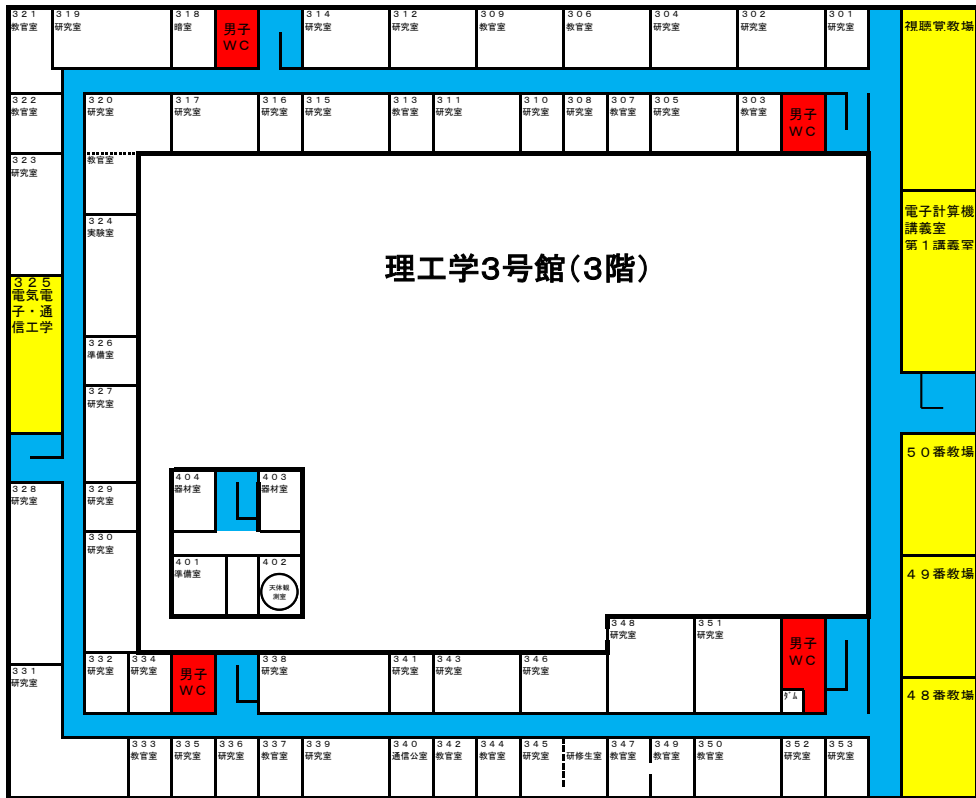 ３２１
教官室
３１９
研究室
３１８
暗室
男子
ＷＣ
３１４
研究室
３１２
研究室
３０９
教官室
３０６
教官室
３０４
研究室
３０２
研究室
３０１
研究室
視聴覚教場
３２２
教官室
３２０
研究室
３１７
研究室
３１６
研究室
３１５
研究室
３１３
教官室
３１１
研究室
３１０
研究室
３０８
研究室
３０７
教官室
３０５
研究室
３０３
教官室
男子
ＷＣ
３２３
研究室
教官室
３２４
実験室
電子計算機
講義室
第１講義室
理工学3号館(3階)
３２５
電気電
子・通
信工学
３２６
準備室
３２７
研究室
５０番教場
３２８
研究室
３２９
研究室
３３０
研究室
４０４
器材室
４０３
器材室
４０１
準備室
４０２
天体観
測室
４９番教場
３４８
研究室
３５１
研究室
男子
ＷＣ
ﾀﾞﾑ
３３１
研究室
３３２
研究室
３３４
研究室
男子
ＷＣ
３３８
研究室
３４１
研究室
３４３
研究室
３４６
研究室
４８番教場
３３３
教官室
３３５
研究室
３３６
研究室
３３７
教官室
３３９
研究室
３４０
通信公室
３４２
教官室
３４４
教官室
３４５
研究室
研修生室
３４７
教官室
３４９
教官室
３５０
教官室
３５２
研究室
３５３
研究室